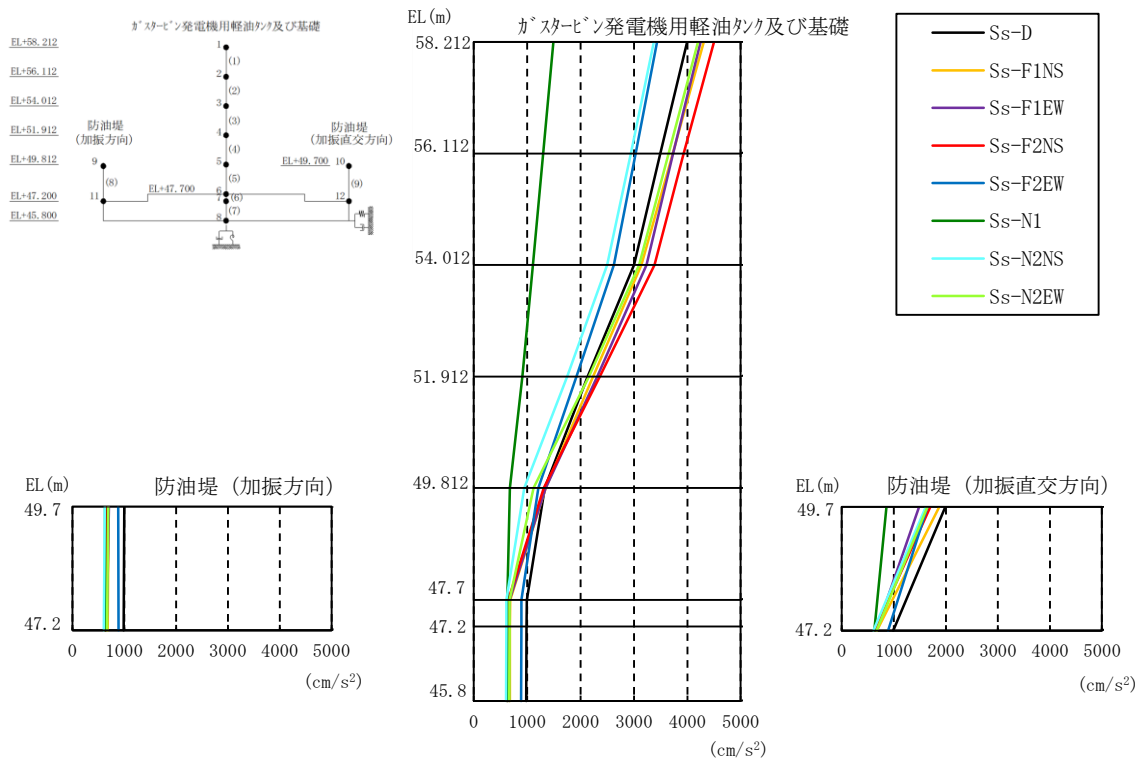 ｶﾞｽﾀｰﾋﾞﾝ発電機用軽油ﾀﾝｸ及び基礎
EL+58.212
EL+56.112
EL+54.012
EL+51.912
EL+49.812
EL+47.200
EL+45.800
1
(1)
2
(2)
3
(3)
4
(4)
5
(5)
6
(6)
7
(7)
8
防油堤
(加振方向)
9
(8)
11
EL+47.700
防油堤
(加振直交方向)
EL+49.700
10
(9)
12
EL(m)
ｶﾞｽﾀｰﾋﾞﾝ発電機用軽油ﾀﾝｸ及び基礎
58.212
56.112
54.012
51.912
49.812
47.7
47.2
45.8
0 1000 2000 3000 4000 5000
(cm/s²)
Ss-D
Ss-F1NS
Ss-F1EW
Ss-F2NS
Ss-F2EW
Ss-N1
Ss-N2NS
Ss-N2EW
EL(m)
防油堤（加振方向）
49.7
47.2
0 1000 2000 3000 4000 5000
(cm/s²)
EL(m)
防油堤（加振直交方向）
49.7
47.2
0 1000 2000 3000 4000 5000
(cm/s²)